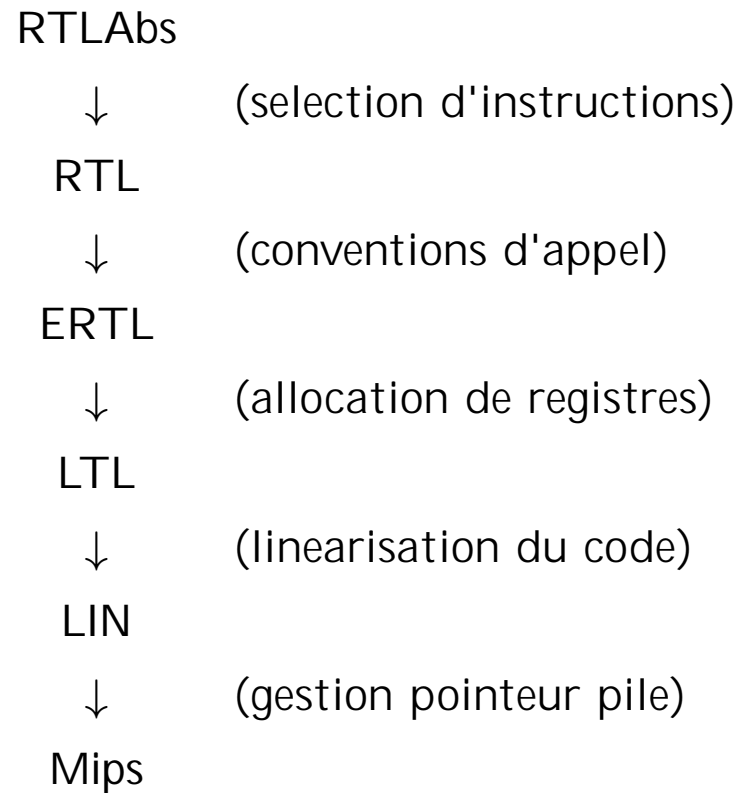 RTLAbs
↓ (selection d'instructions)
RTL
↓ (conventions d'appel)
ERTL
↓ (allocation de registres)
LTL
↓ (linearisation du code)
LIN
↓ (gestion pointeur pile)
Mips